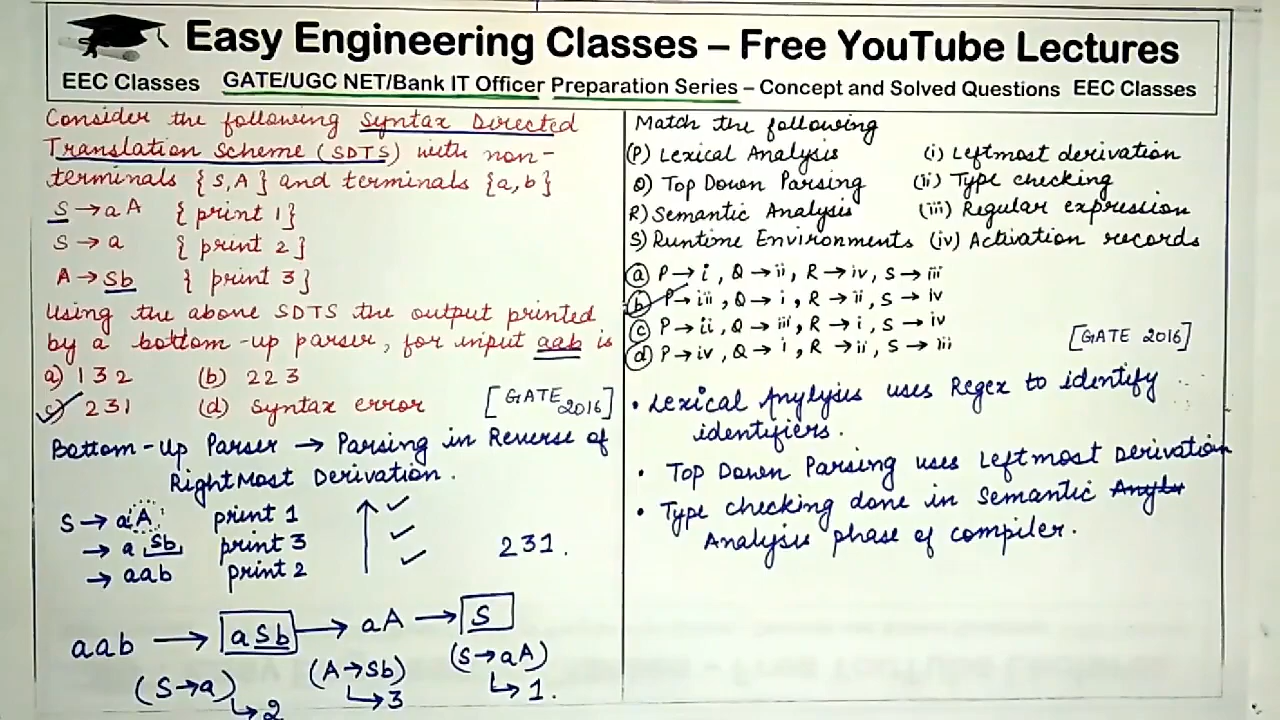 Easy Engineering Classes – Free YouTube Lectures
EEC Classes GATE/UGC NET/Bank IT Officer Preparation Series – Concept and Solved Questions EEC Classes
Consider the following Syntax Directed
Translation Scheme (SDTS) with non-
terminals {S,A} and terminals {a,b}
S → aA { print 1}
S → a { print 2}
A → Sb { print 3}
Using the above SDTS the output printed
by a bottom-up parser, for input aab is
a) 1 3 2 (b) 2 2 3
c) 2 3 1 (d) Syntax error [GATE 2016]
Bottom-Up Parser → Parsing in Reverse of
RightMost Derivation.
S → aA print 1
→ a Sb print 3
→ aab print 2
2 3 1.
aab → aSb → aA → S
(S→a) (A→Sb) (S→aA)
↳2 ↳3 ↳1.
Match the following
(P) Lexical Analysis (i) Leftmost derivation
Q) Top Down Parsing (ii) Type checking
R) Semantic Analysis (iii) Regular expression
S) Runtime Environments (iv) Activation records
(a) P → i, Q → ii, R → iv, S → iii
(b) P → iii, Q → i, R → ii, S → iv
(c) P → ii, Q → iii, R → i, S → iv
(d) P → iv, Q → i, R → ii, S → iii
[GATE 2016]
• Lexical Anylysis uses Regex to identify
identifiers.
• Top Down Parsing uses Leftmost Derivation
• Type checking done in Semantic
Analysis phase of compiler.